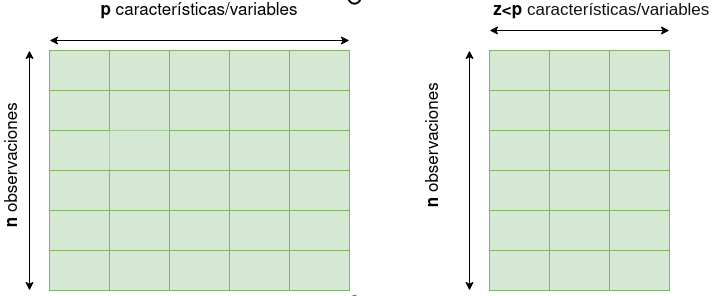 p características/variables
z<p características/variables
n observaciones
n observaciones